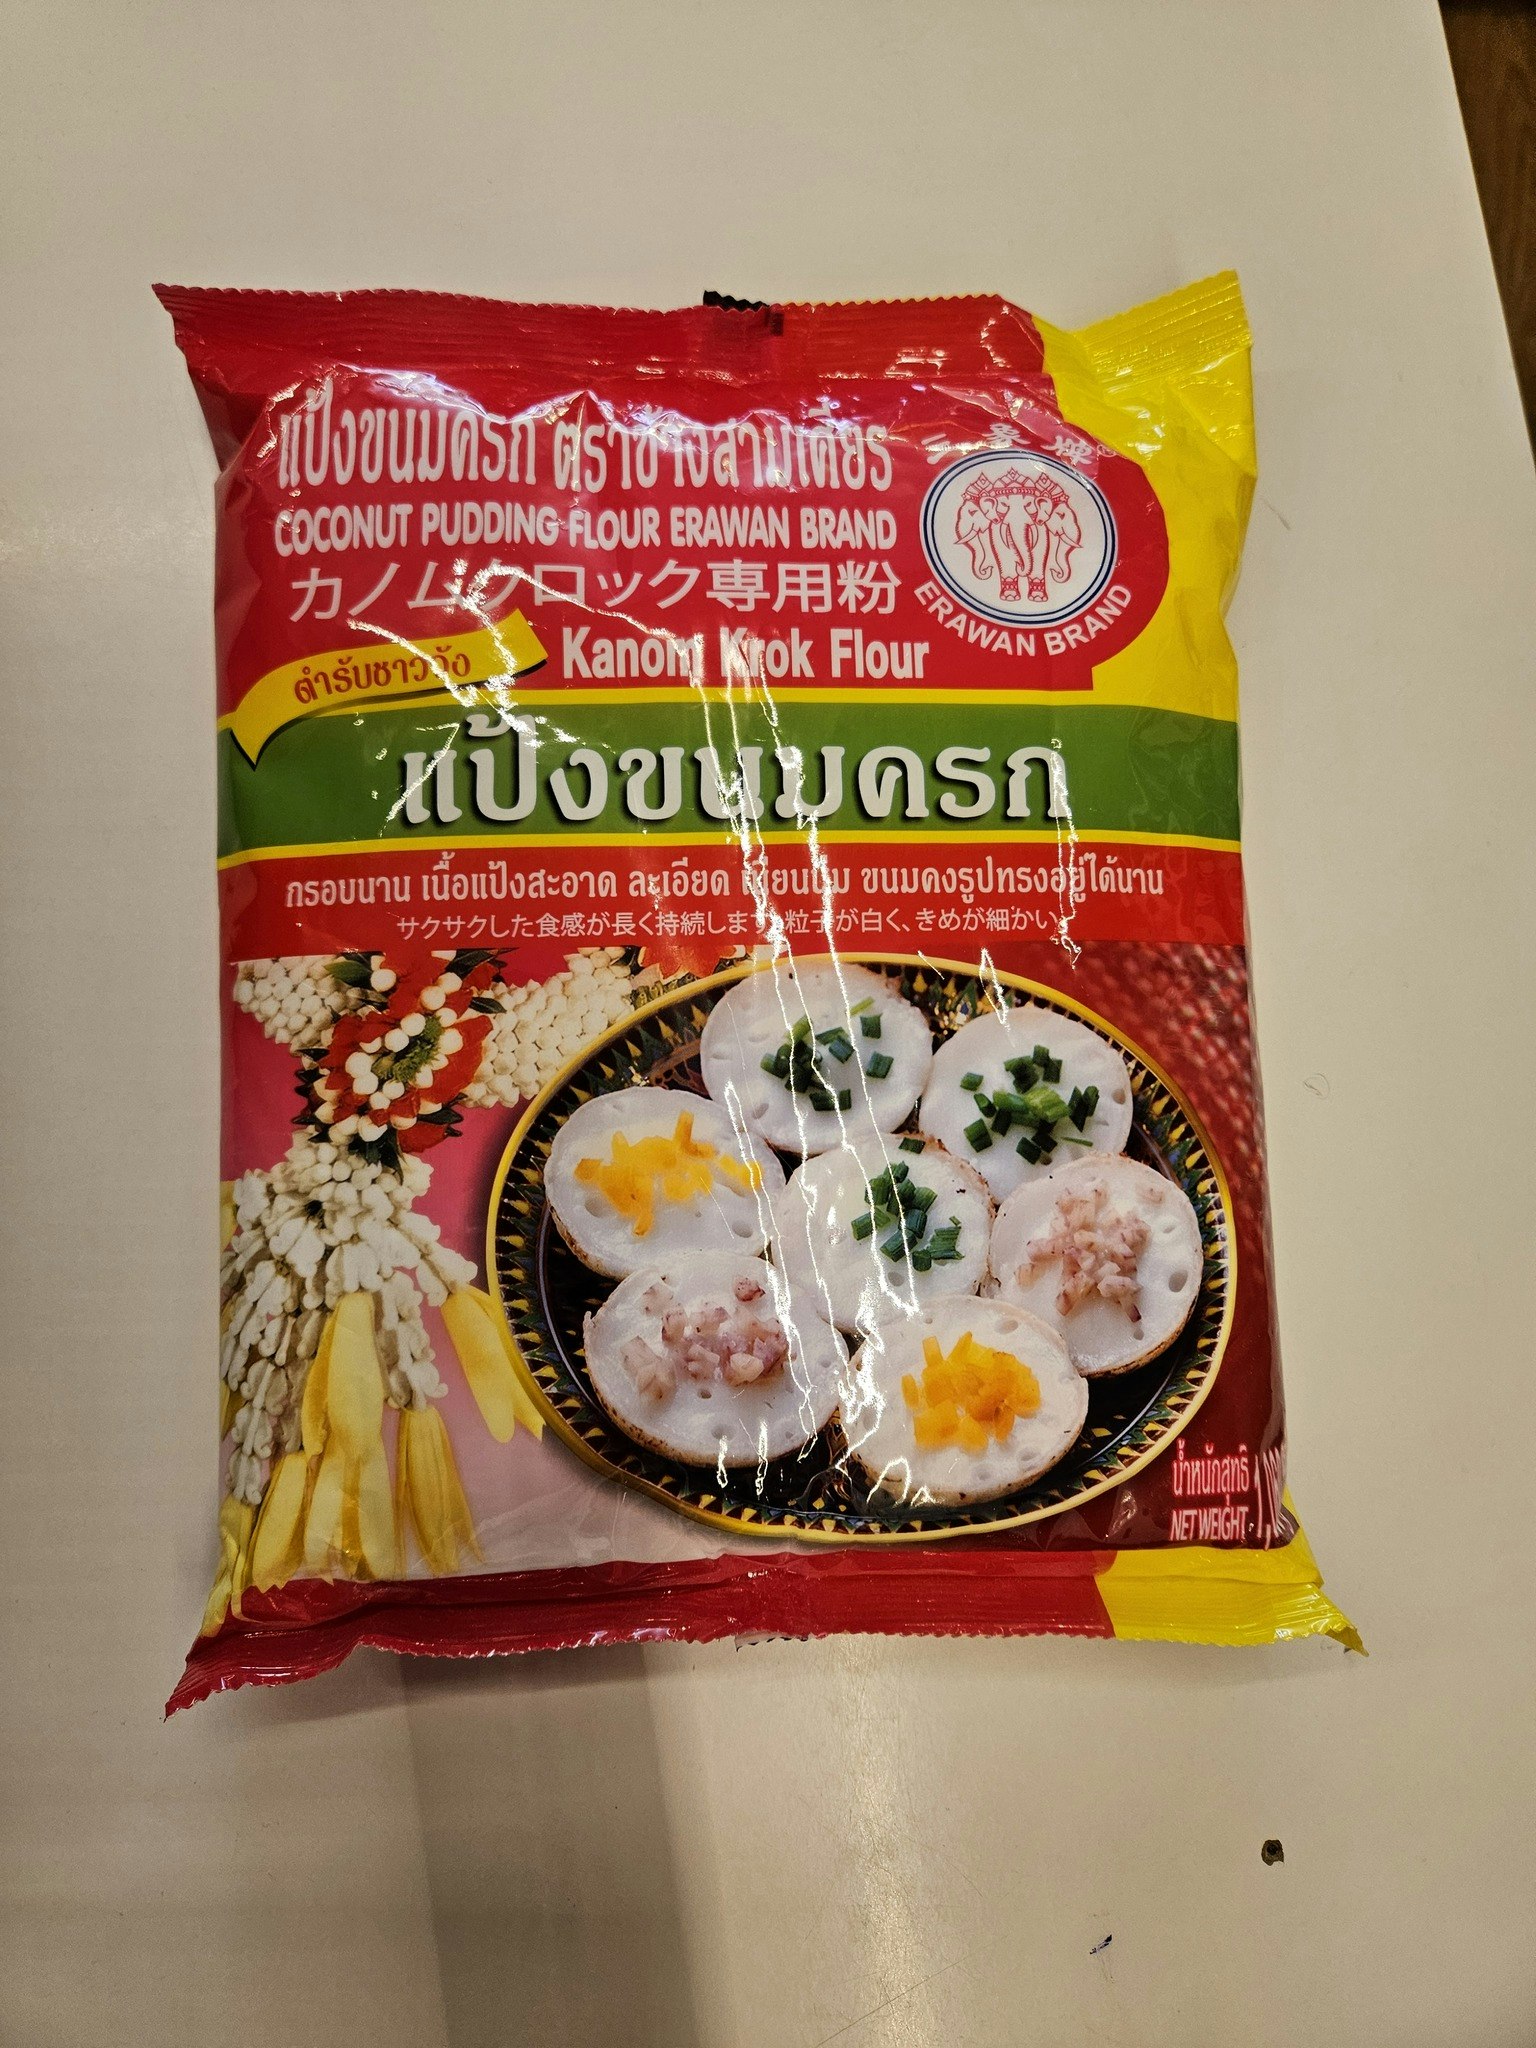 แป้งขนมครก ตราช้างสามเศียร
COCONUT PUDDING FLOUR ERAWAN BRAND
カノムクロック専用粉
Kanom Krok Flour
三象牌®
ERAWAN BRAND
ตำรับชาววัง
แป้งขนมครก
กรอบนาน เนื้อแป้งสะอาด ละเอียด เนียนนุ่ม ขนมคงรูปทรงอยู่ได้นาน
サクサクした食感が長く持続します。粒子が白く、きめが細かい。
น้ำหนักสุทธิ
NET WEIGHT